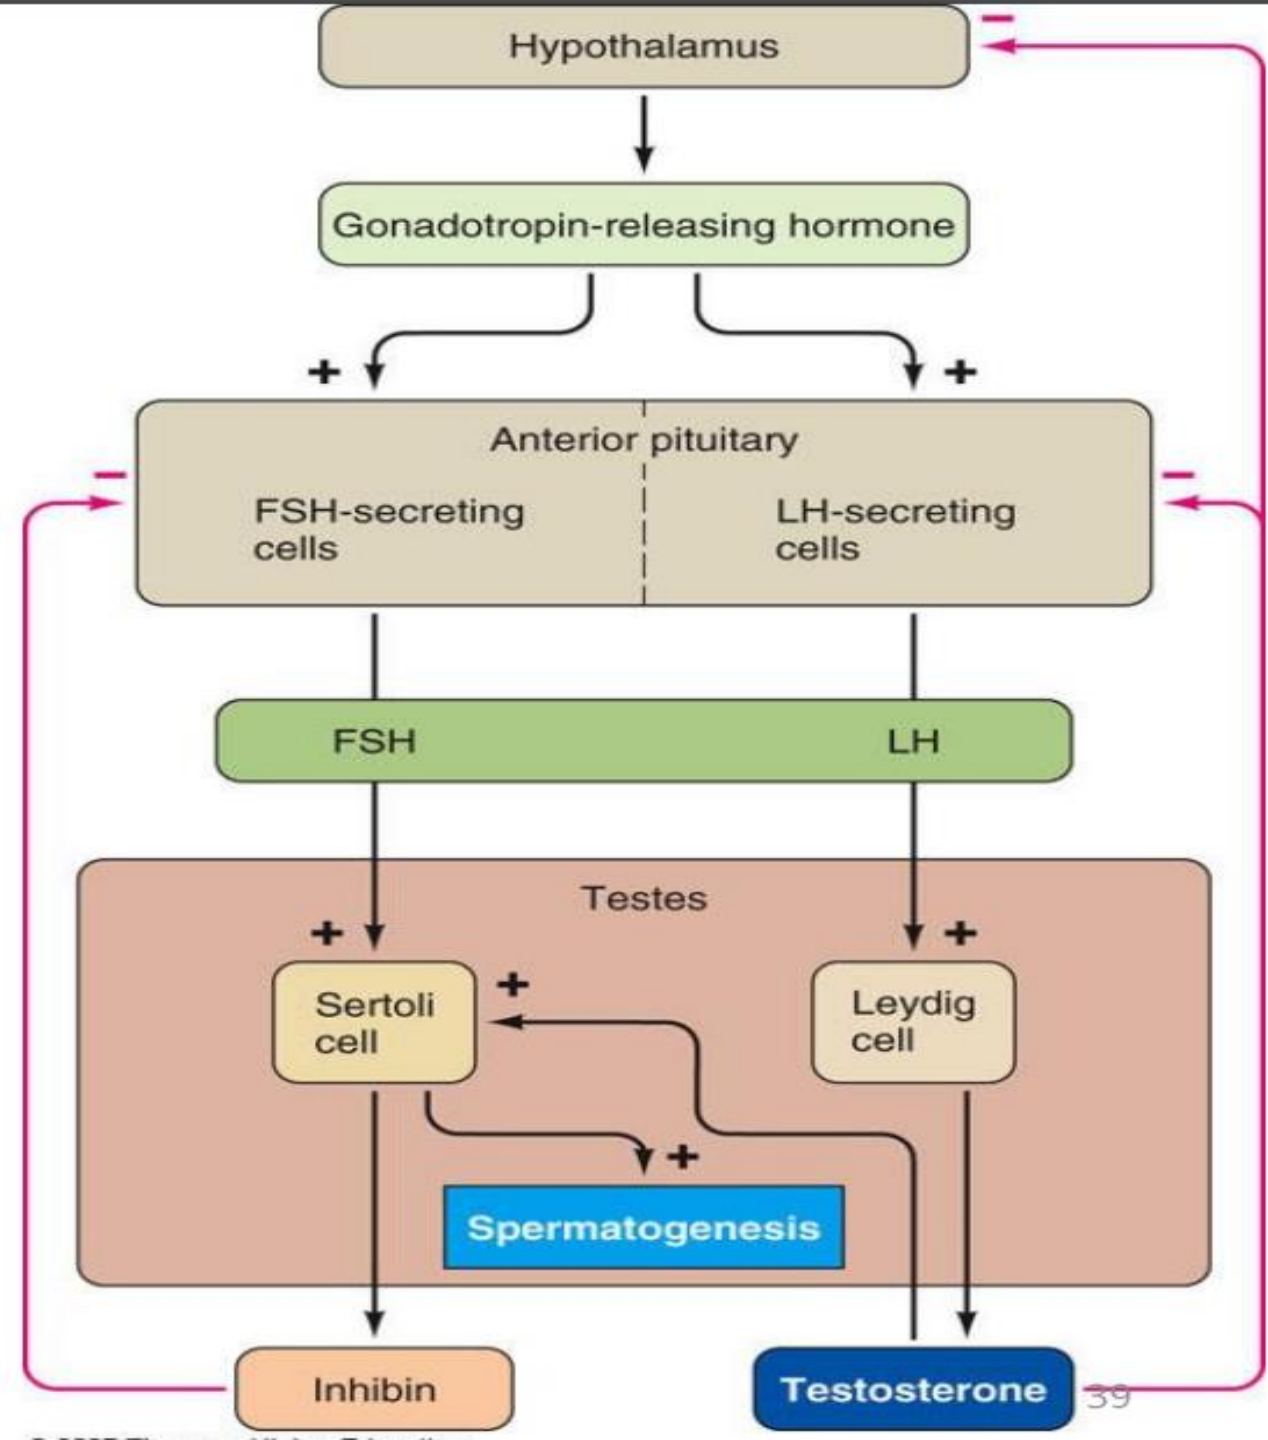 Hypothalamus
Gonadotropin-releasing hormone
+ +
Anterior pituitary
FSH-secreting
cells
LH-secreting
cells
FSH
LH
Testes
+ +
Sertoli
cell
+
Leydig
cell
+
Spermatogenesis
Inhibin
Testosterone
39